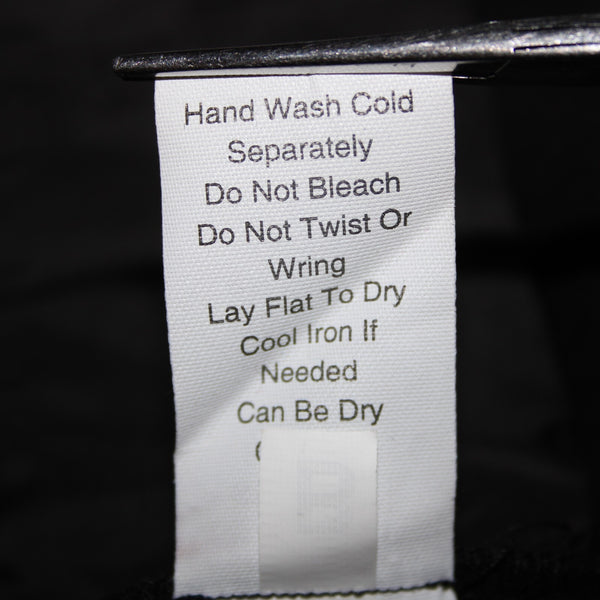 Hand Wash Cold
Separately
Do Not Bleach
Do Not Twist Or
Wring
Lay Flat To Dry
Cool Iron If
Needed
Can Be Dry